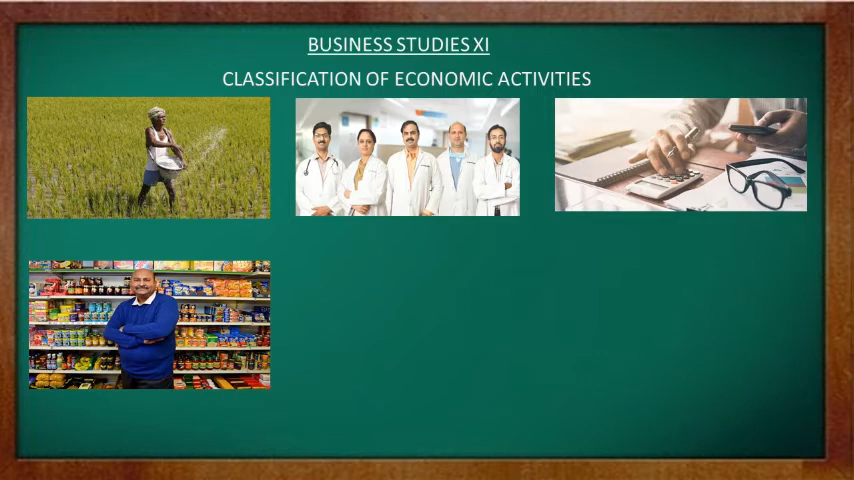 BUSINESS STUDIES XI
CLASSIFICATION OF ECONOMIC ACTIVITIES